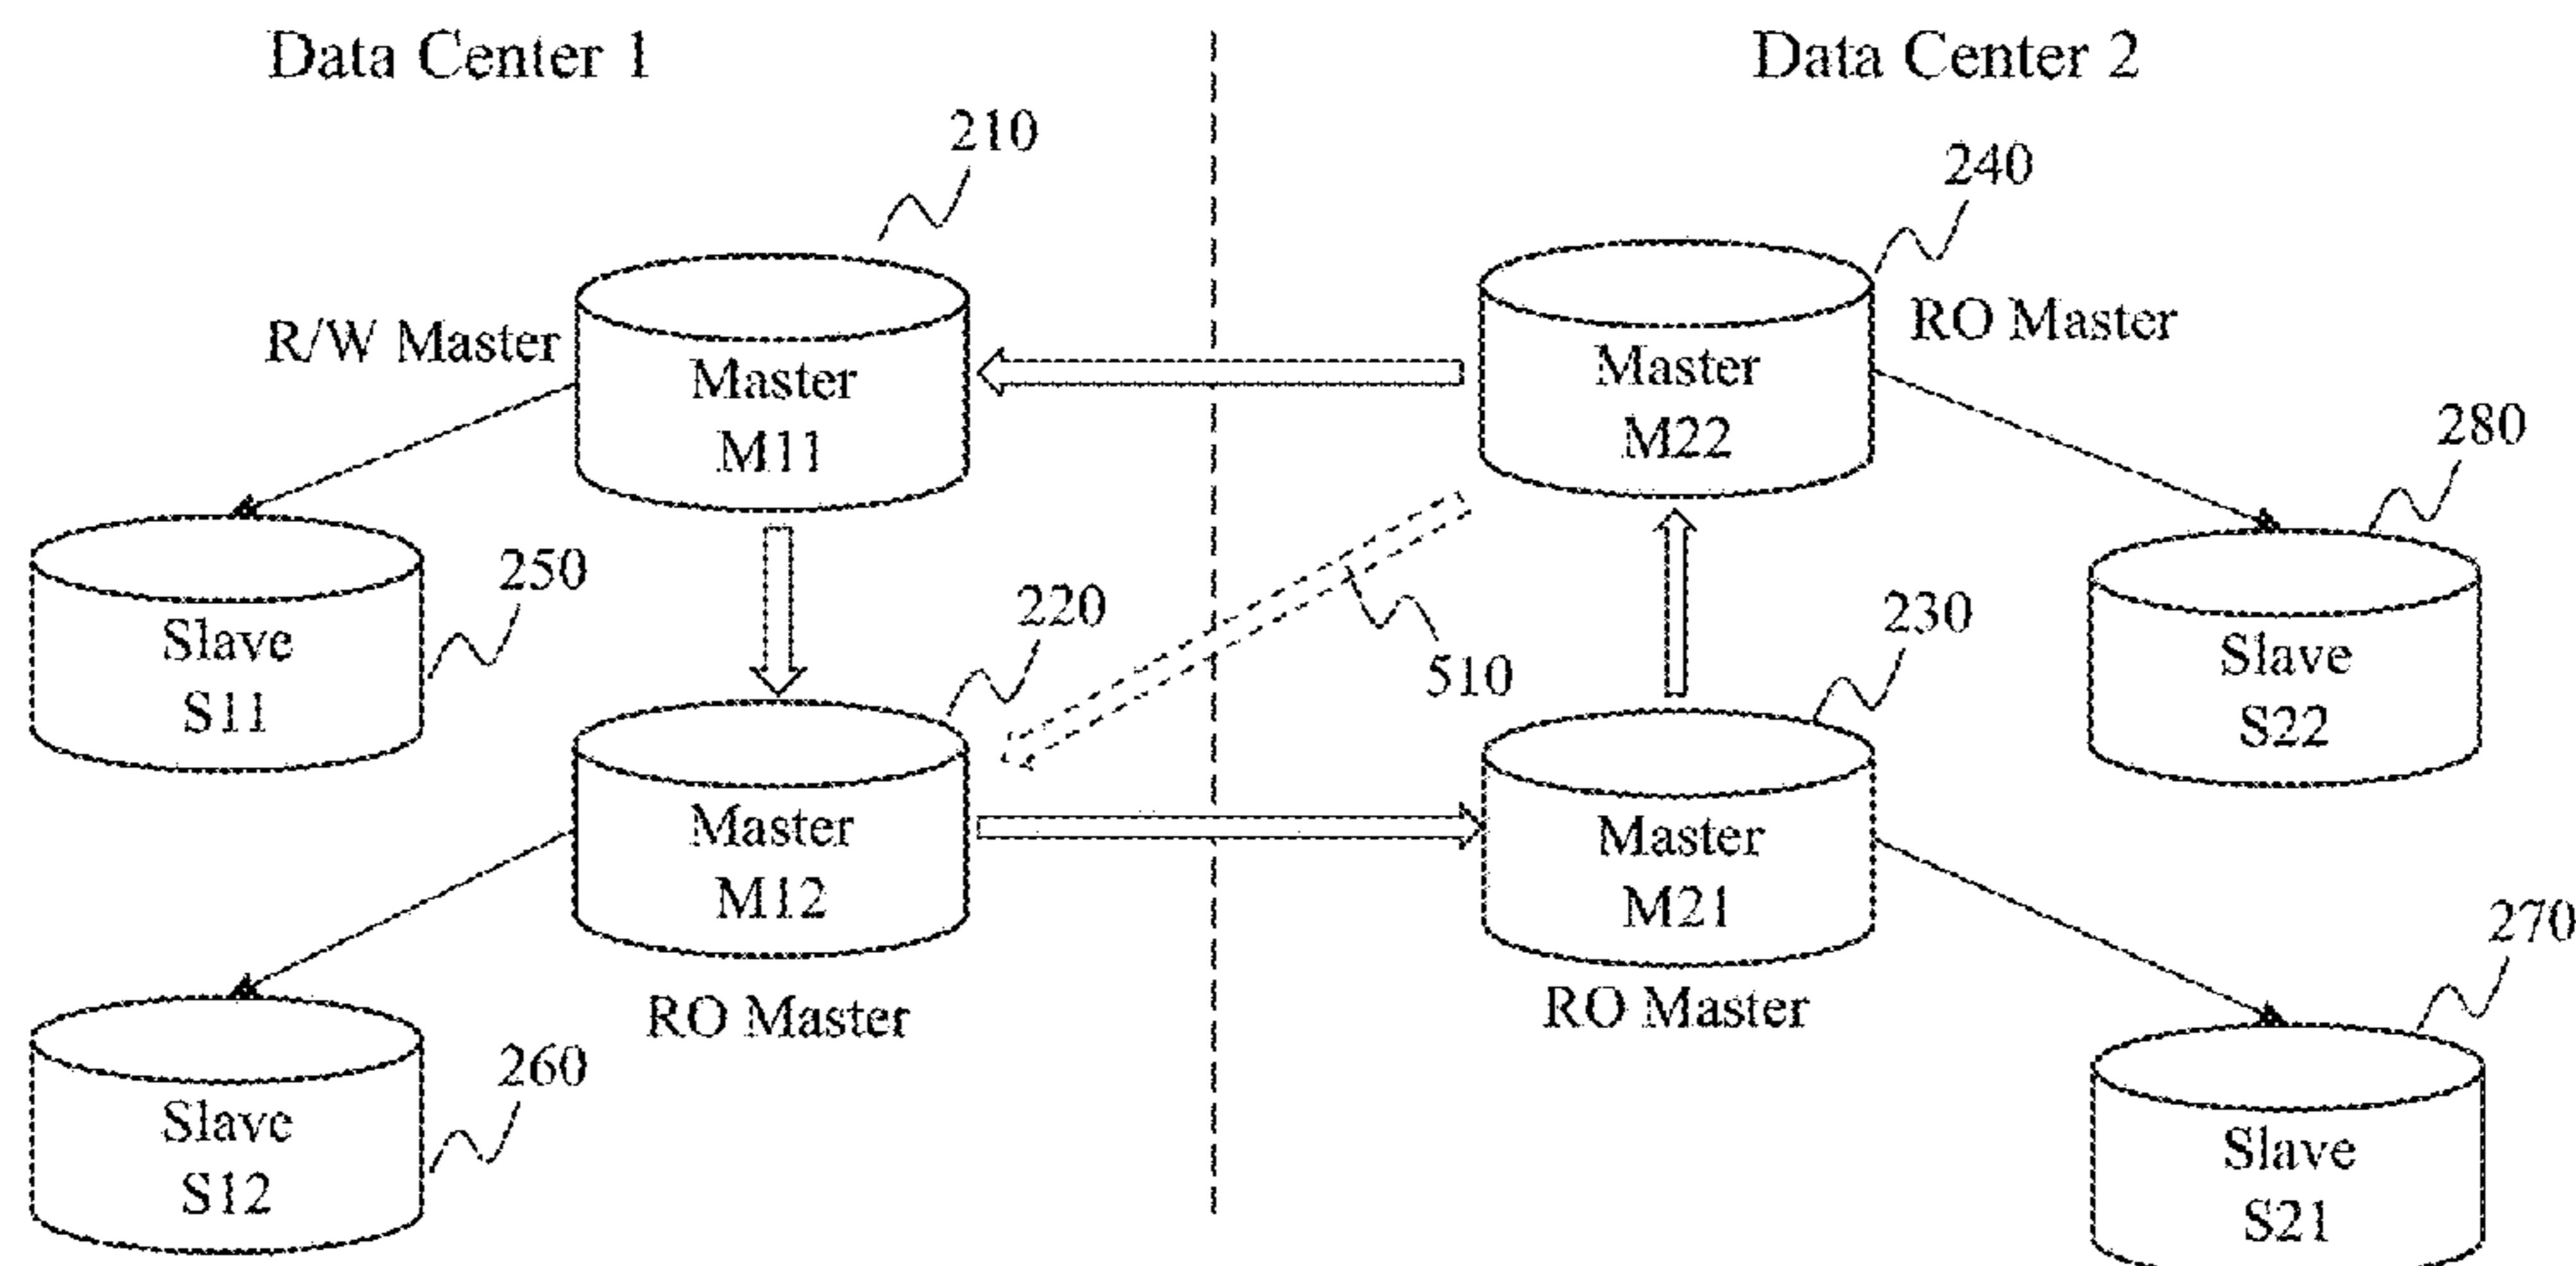 Data Center 1
Data Center 2
210
240
R/W Master
RO Master
Master
M11
Master
M22
280
250
220
230
Slave
S11
510
Slave
S22
Master
M12
Master
M21
270
RO Master
RO Master
260
Slave
S12
Slave
S21